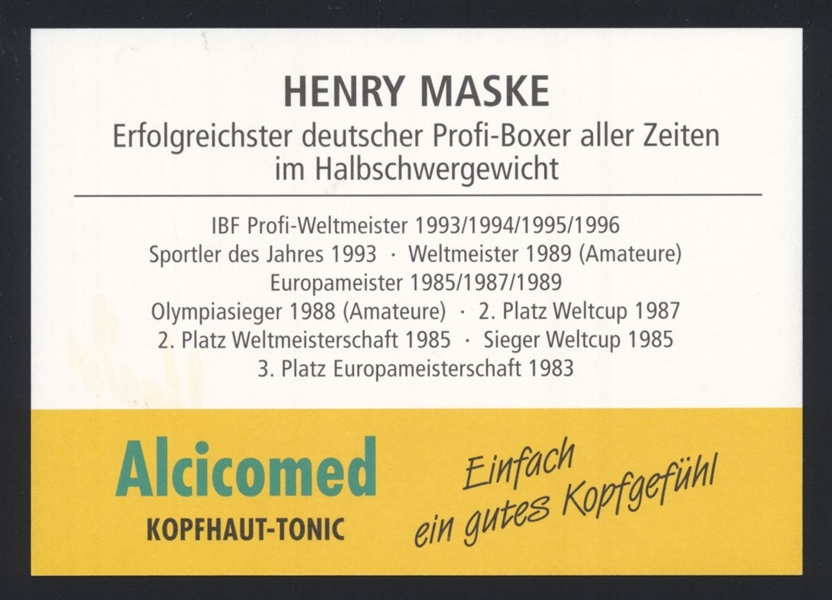 HENRY MASKE
Erfolgreichster deutscher Profi-Boxer aller Zeiten
im Halbschwergewicht
IBF Profi-Weltmeister 1993/1994/1995/1996
Sportler des Jahres 1993 · Weltmeister 1989 (Amateure)
Europameister 1985/1987/1989
Olympiasieger 1988 (Amateure) · 2. Platz Weltcup 1987
2. Platz Weltmeisterschaft 1985 · Sieger Weltcup 1985
3. Platz Europameisterschaft 1983
Alcicomed
KOPFHAUT-TONIC
Einfach
ein gutes Kopfgefühl